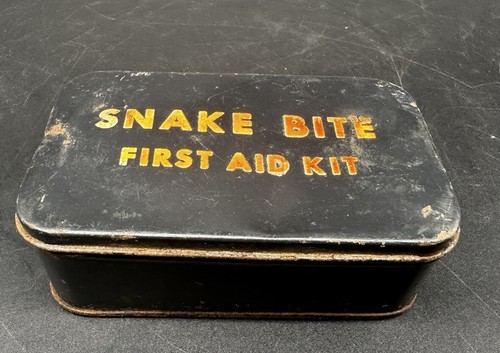 SNAKE BITE
FIRST AID KIT